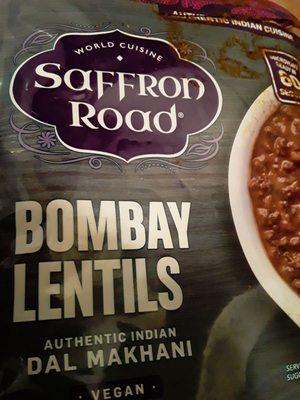 AUTHENTIC INDIAN CUISINE
WORLD CUISINE
SAFFRON
ROAD®
BOMBAY
LENTILS
AUTHENTIC INDIAN
DAL MAKHANI
· VEGAN ·